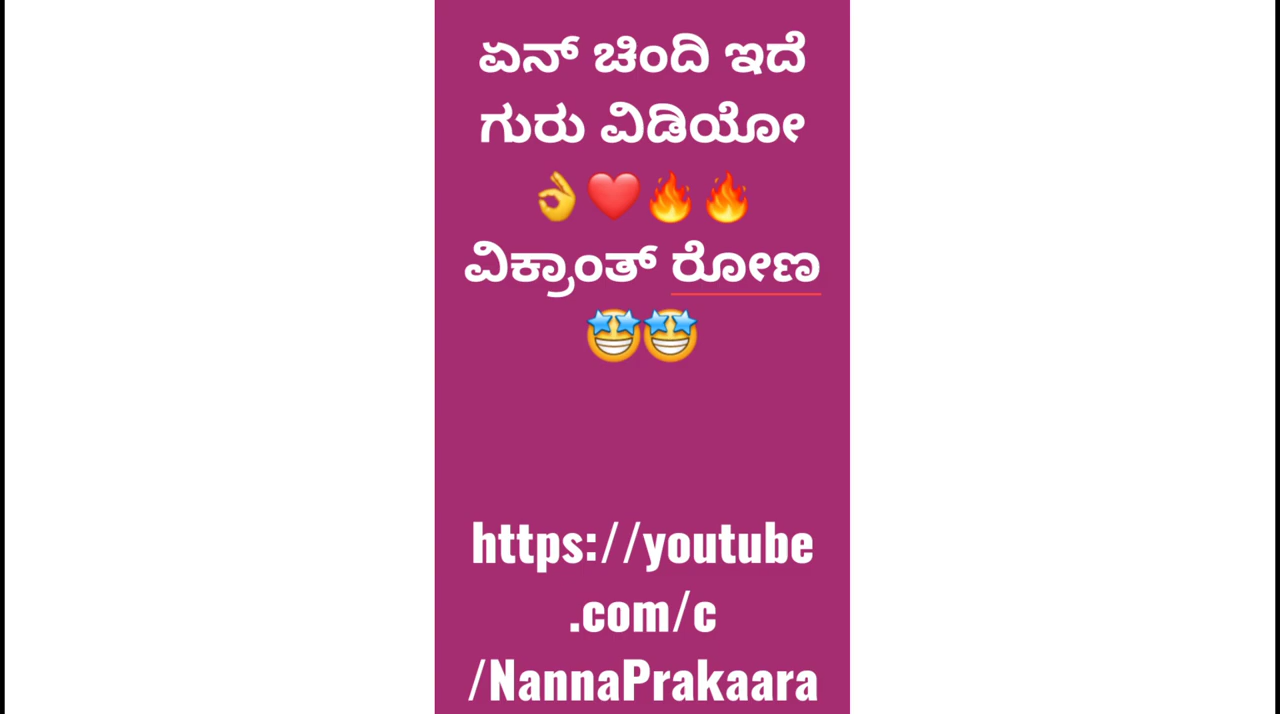 ಏನ್ ಚಿಂದಿ ಇದೆ
ಗುರು ವಿಡಿಯೋ
👌❤️🔥🔥
ವಿಕ್ರಾಂತ್ ರೋಣ
🤩🤩
https://youtube
.com/c
/NannaPrakaara